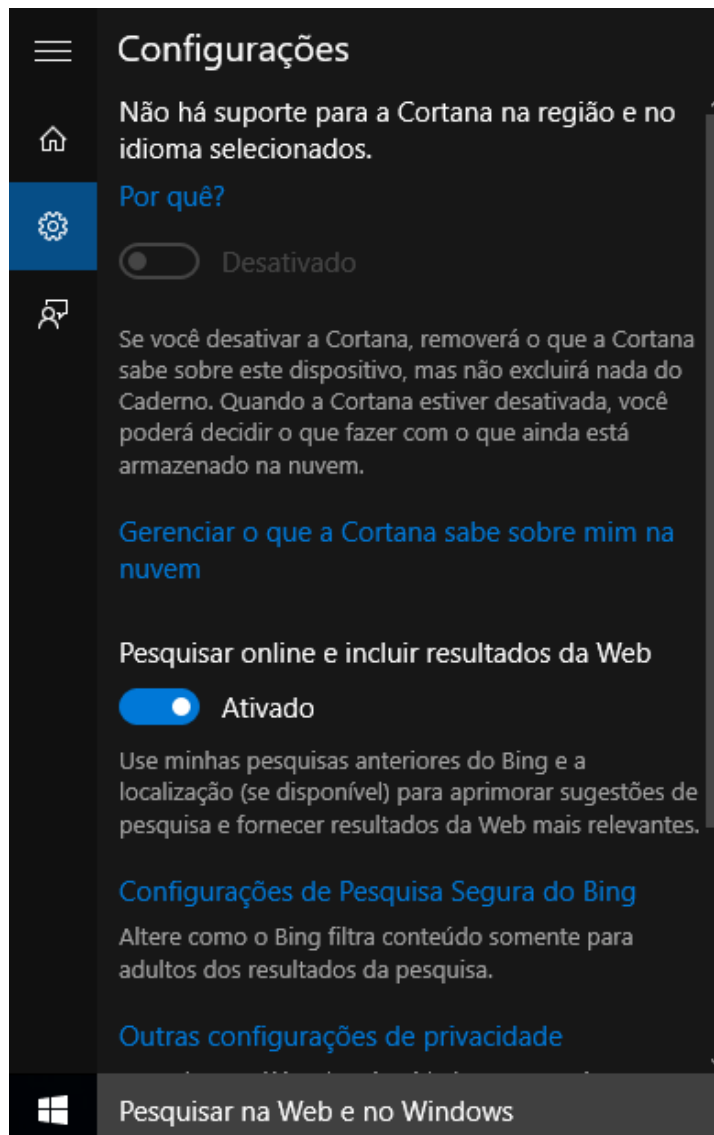 Configurações
Não há suporte para a Cortana na região e no
idioma selecionados.
Por quê?
Desativado
Se você desativar a Cortana, removerá o que a Cortana
sabe sobre este dispositivo, mas não excluirá nada do
Caderno. Quando a Cortana estiver desativada, você
poderá decidir o que fazer com o que ainda está
armazenado na nuvem.
Gerenciar o que a Cortana sabe sobre mim na
nuvem
Pesquisar online e incluir resultados da Web
Ativado
Use minhas pesquisas anteriores do Bing e a
localização (se disponível) para aprimorar sugestões de
pesquisa e fornecer resultados da Web mais relevantes.
Configurações de Pesquisa Segura do Bing
Altere como o Bing filtra conteúdo somente para
adultos dos resultados da pesquisa.
Outras configurações de privacidade
Pesquisar na Web e no Windows